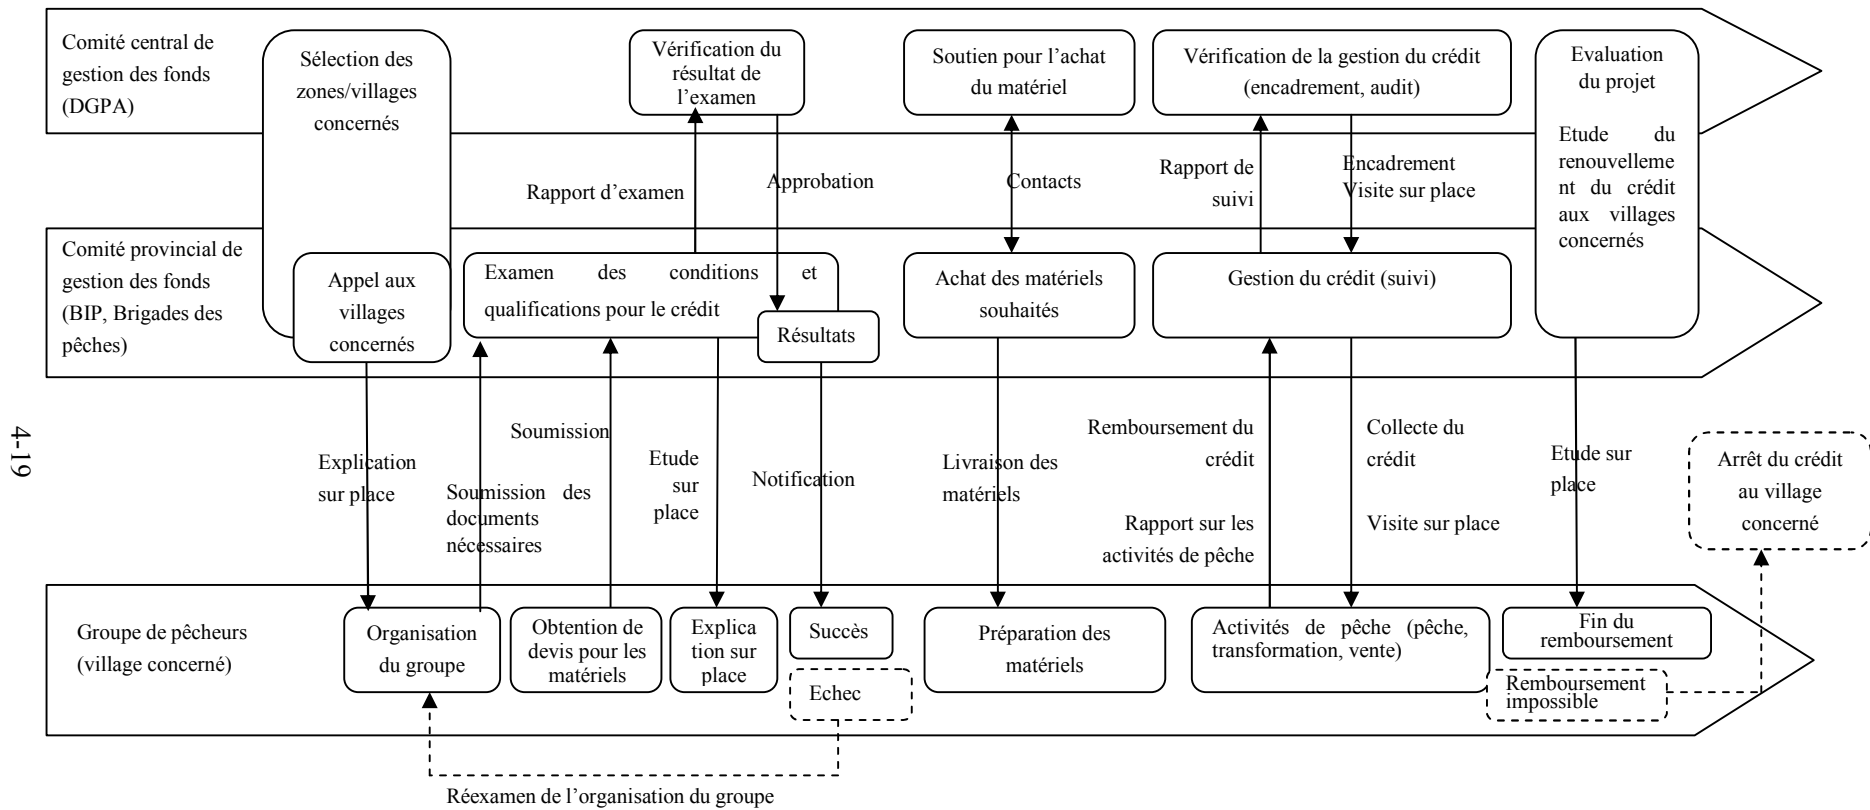 Comité central de
gestion des fonds
(DGPA)
Sélection des
zones/villages
concernés
Vérification du
résultat de
l'examen
Soutien pour l'achat
du matériel
Vérification de la gestion du crédit
(encadrement, audit)
Evaluation
du projet
Etude du
renouvelleme
nt du crédit
aux villages
concernés
Rapport d'examen
Approbation
Contacts
Rapport de
suivi
Encadrement
Visite sur place
Comité provincial de
gestion des fonds
(BIP, Brigades des
pêches)
Appel aux
villages
concernés
Examen des conditions et
qualifications pour le crédit
Résultats
Achat des matériels
souhaités
Gestion du crédit (suivi)
4-19
Explication
sur place
Soumission des
documents
nécessaires
Soumission
Etude
sur
place
Notification
Livraison des
matériels
Remboursement du
crédit
Rapport sur les
activités de pêche
Collecte du
crédit
Visite sur place
Etude sur
place
Arrêt du crédit
au village
concerné
Groupe de pêcheurs
(village concerné)
Organisation
du groupe
Obtention de
devis pour les
matériels
Explica
tion sur
place
Succès
Echec
Préparation des
matériels
Activités de pêche (pêche,
transformation, vente)
Fin du
remboursement
Remboursement
impossible
Réexamen de l'organisation du groupe